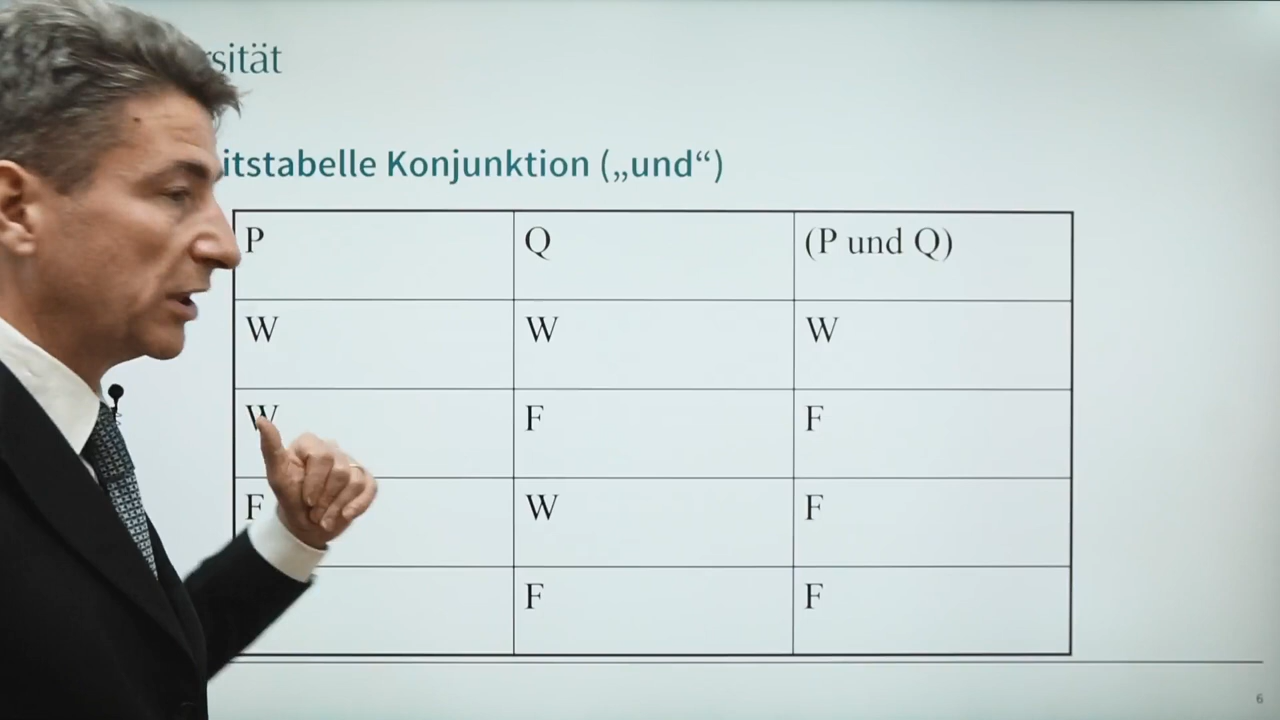 rsität
itstabelle Konjunktion („und“)
P Q (P und Q)
W W W
W F F
F W F
F F
6